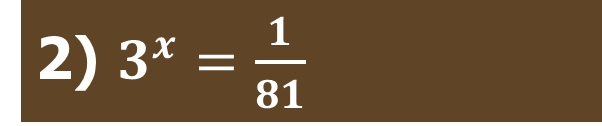 2) 3^x = 1/81